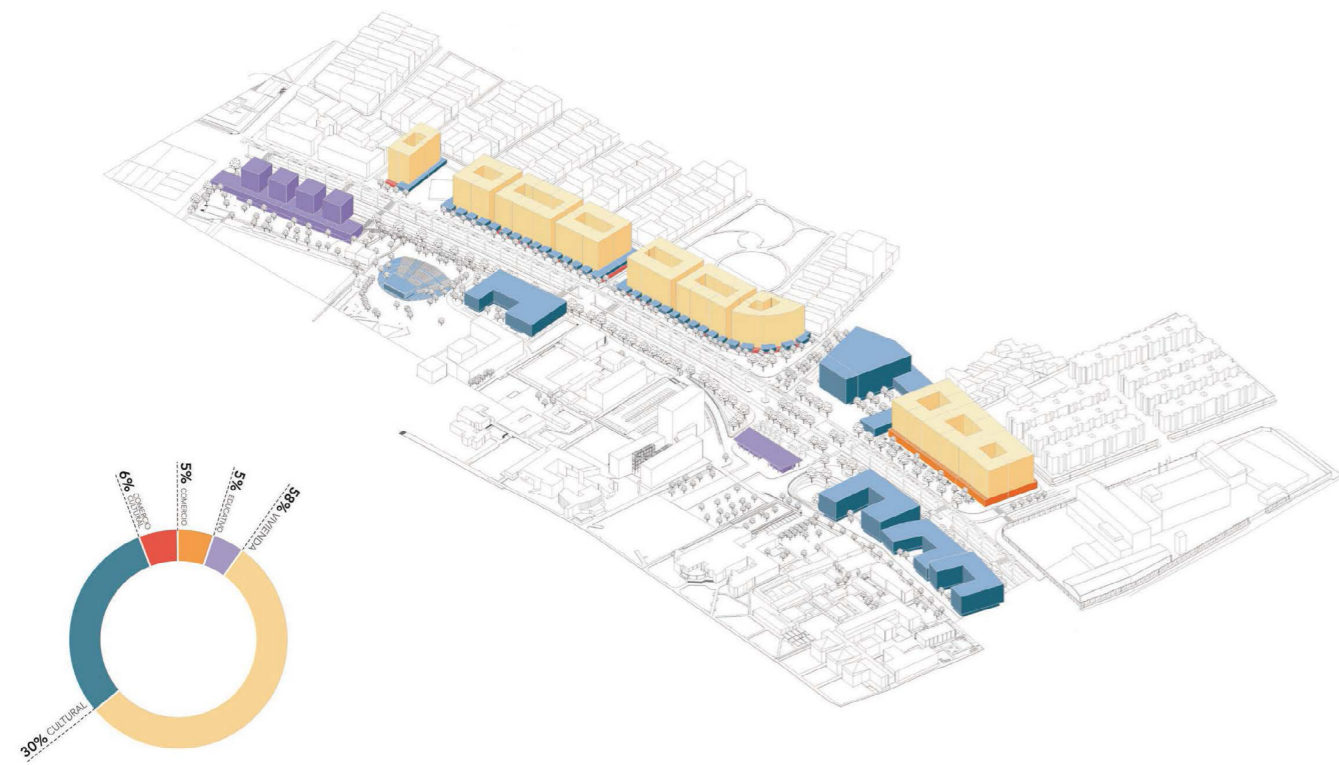 6% COMERCIO
CULTURAL
5% COMERCIO
5% EDUCATIVO
58% VIVIENDA
30% CULTURAL